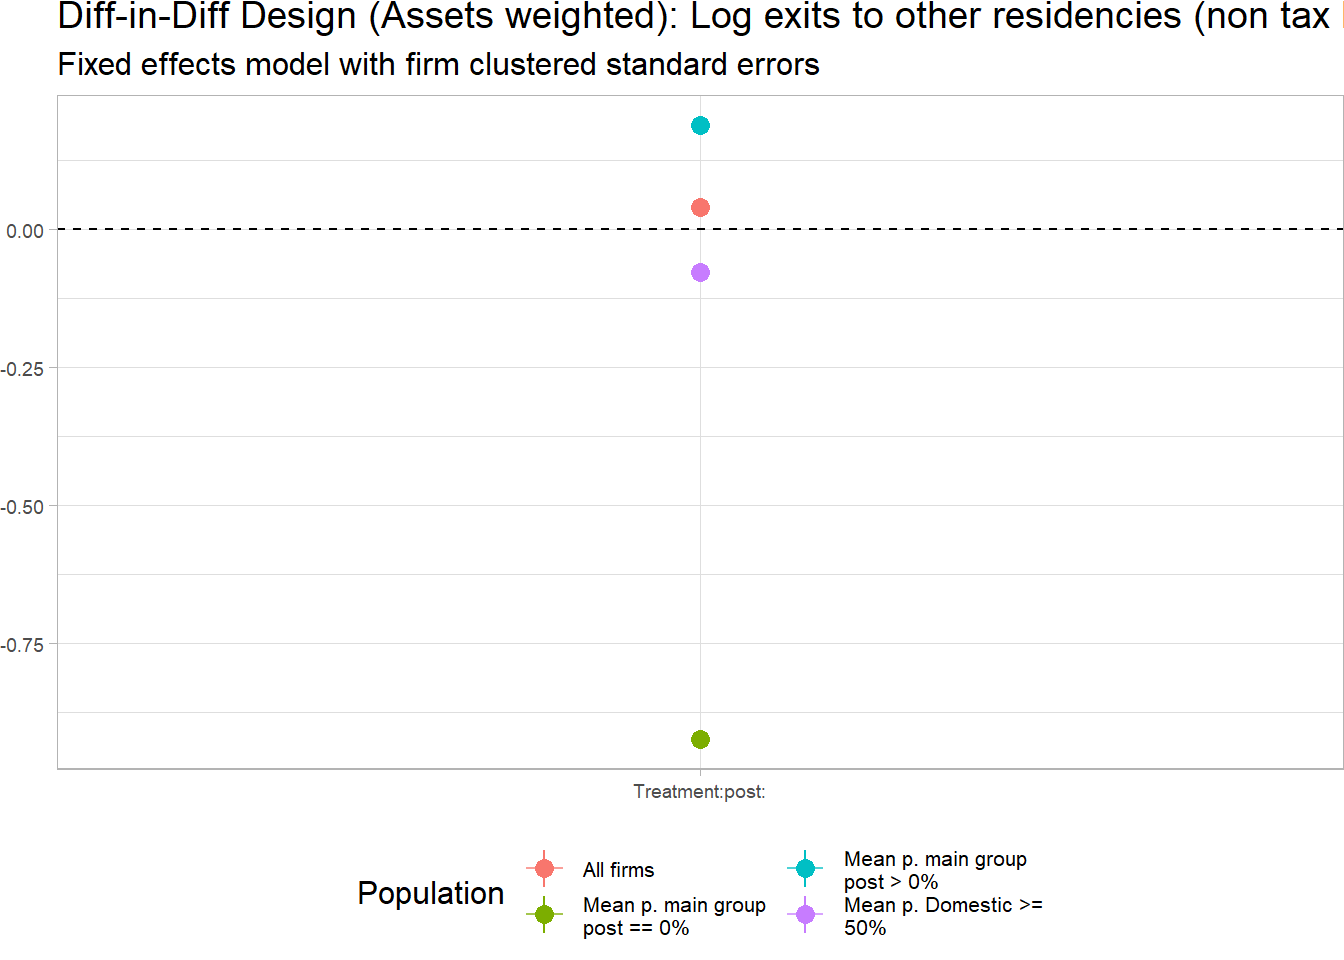 Diff-in-Diff Design (Assets weighted): Log exits to other residencies (non tax
Fixed effects model with firm clustered standard errors
0.00
-0.25
-0.50
-0.75
Treatment:post:
Population
All firms
Mean p. main group
post == 0%
Mean p. main group
post > 0%
Mean p. Domestic >=
50%